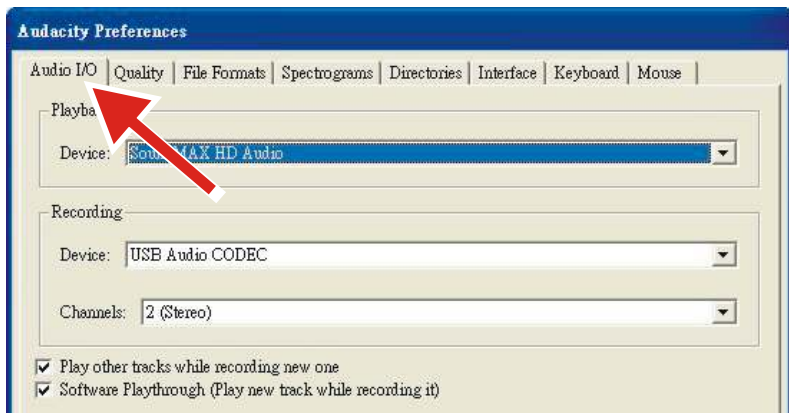 Audacity Preferences
Audio I/O Quality File Formats Spectrograms Directories Interface Keyboard Mouse
Device: MAX HD Audio
Recording
Device: USB Audio CODEC
Channels: 2 (Stereo)
Play other tracks while recording new one
Software Playthrough (Play new track while recording it)